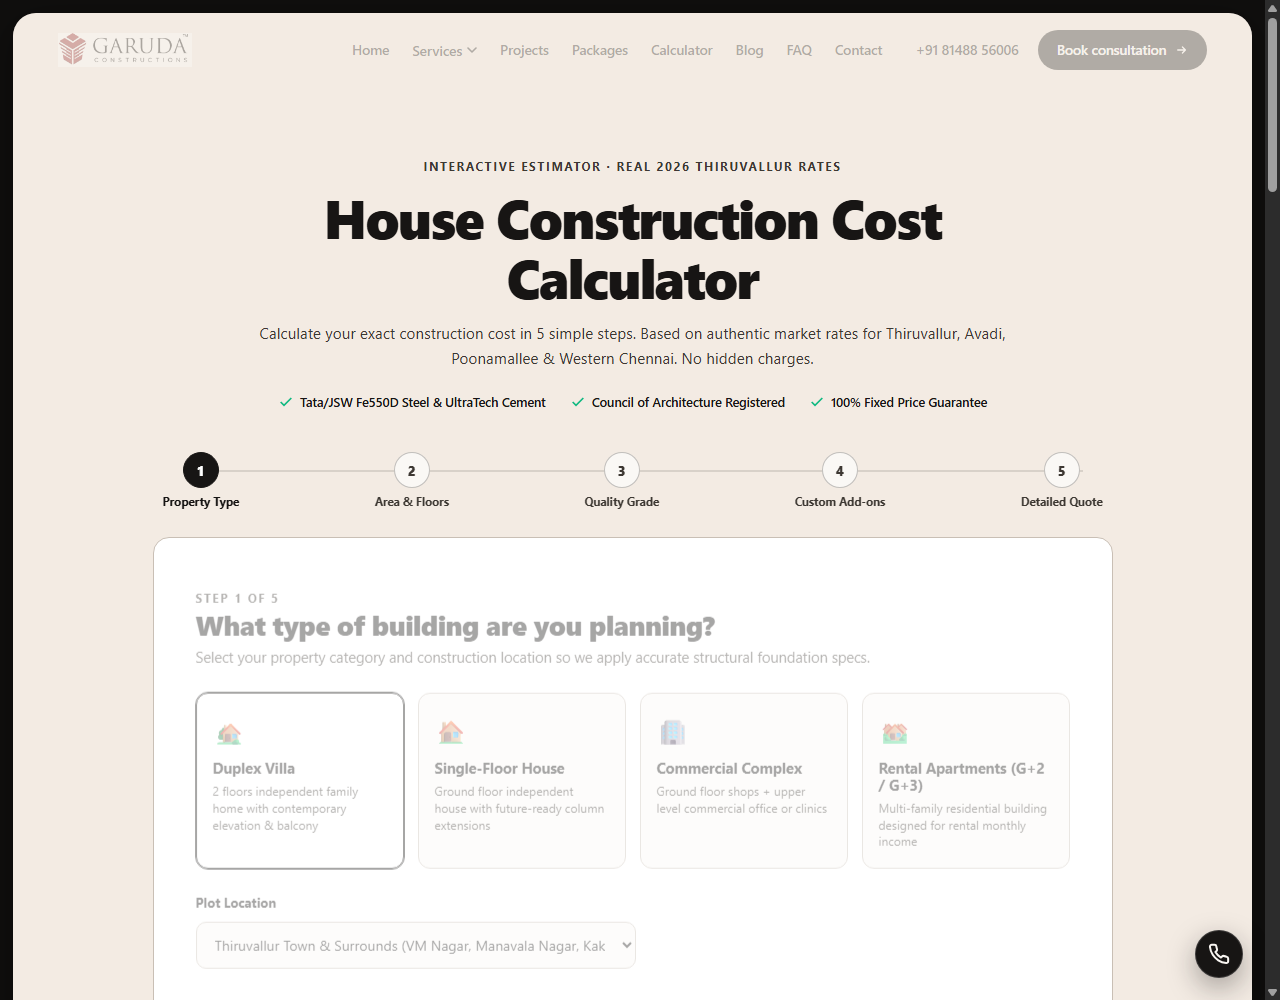 GARUDA™
CONSTRUCTIONS
Home
Services
Projects
Packages
Calculator
Blog
FAQ
Contact
+91 81488 56006
Book consultation →
INTERACTIVE ESTIMATOR · REAL 2026 THIRUVALLUR RATES
House Construction Cost
Calculator
Calculate your exact construction cost in 5 simple steps. Based on authentic market rates for Thiruvallur, Avadi,
Poonamallee & Western Chennai. No hidden charges.
Tata/JSW Fe550D Steel & UltraTech Cement
Council of Architecture Registered
100% Fixed Price Guarantee
1
Property Type
2
Area & Floors
3
Quality Grade
4
Custom Add-ons
5
Detailed Quote
STEP 1 OF 5
What type of building are you planning?
Select your property category and construction location so we apply accurate structural foundation specs.
Duplex Villa
2 floors independent family
home with contemporary
elevation & balcony
Single-Floor House
Ground floor independent
house with future-ready column
extensions
Commercial Complex
Ground floor shops + upper
level commercial office or clinics
Rental Apartments (G+2
/ G+3)
Multi-family residential building
designed for rental monthly
income
Plot Location
Thiruvallur Town & Surrounds (VM Nagar, Manavala Nagar, Kak